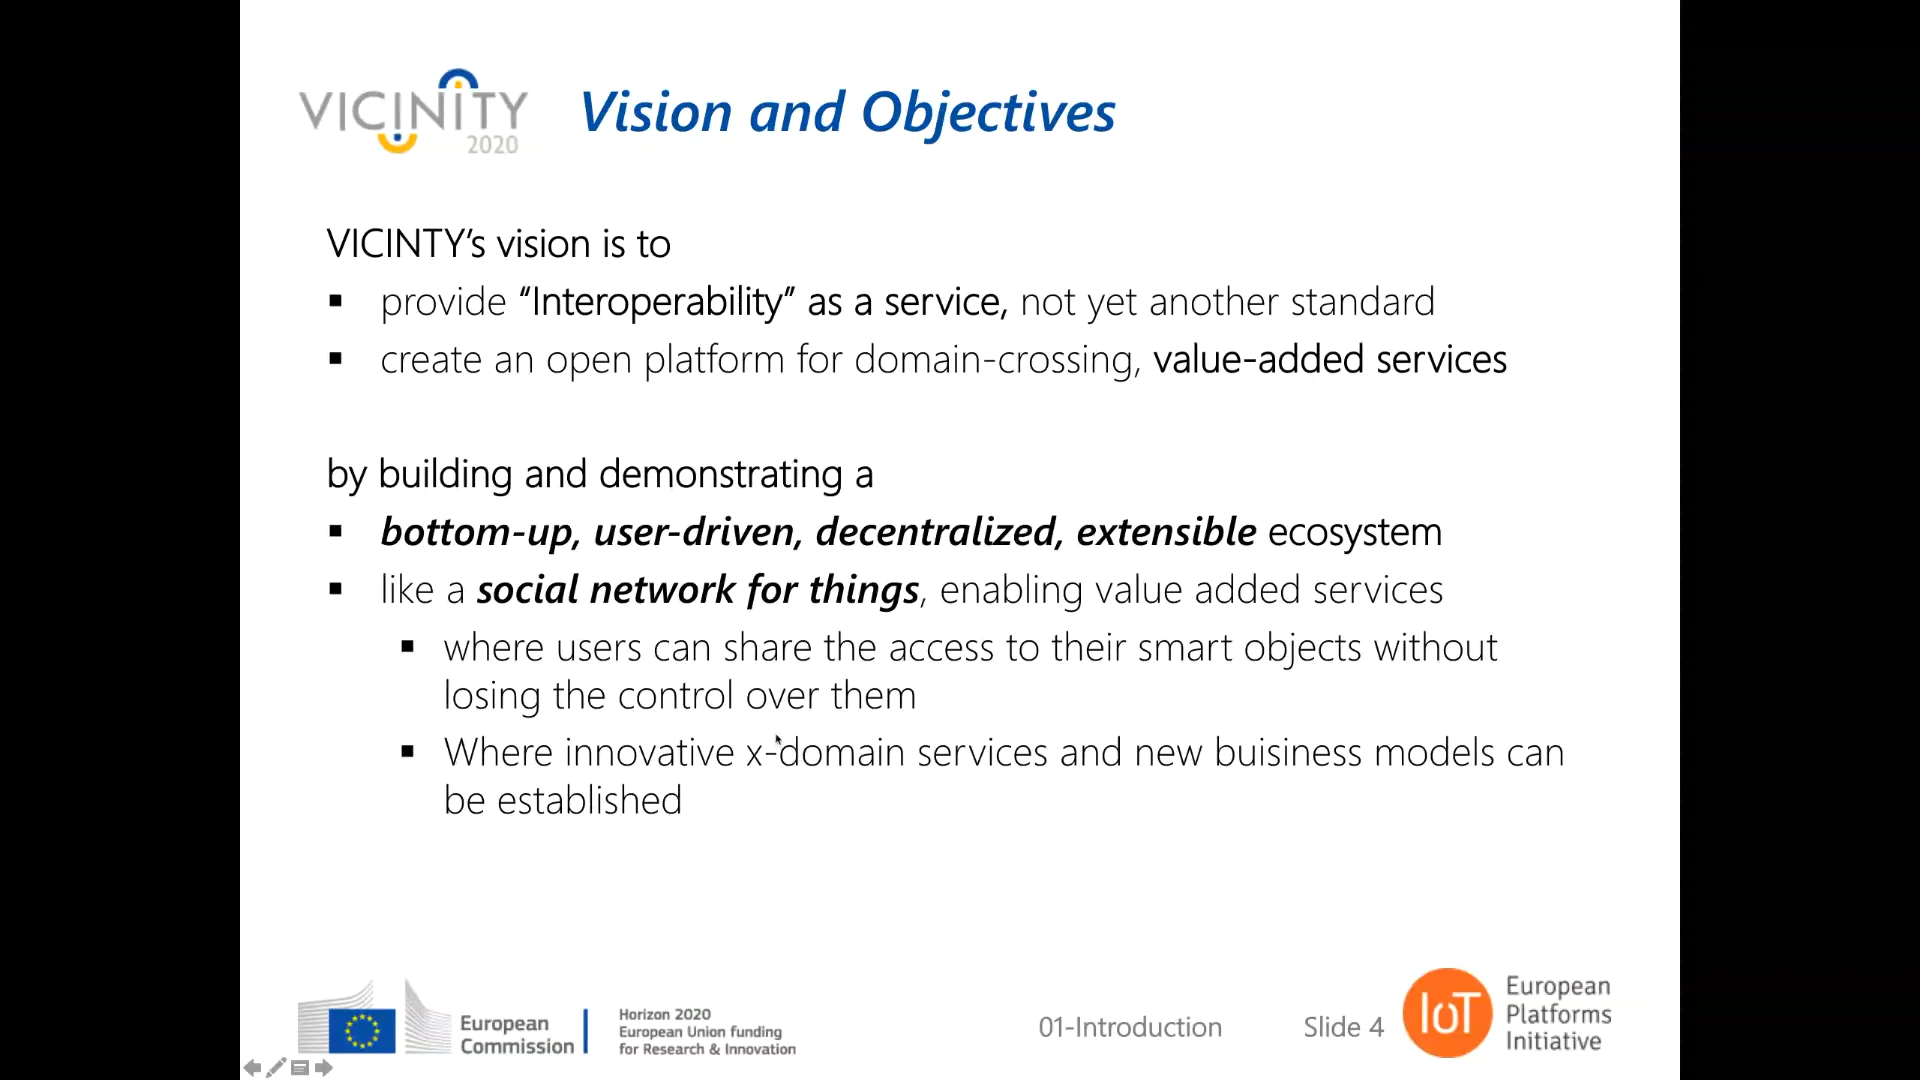 VICINITY
2020
Vision and Objectives
VICINTY’s vision is to
▪ provide “Interoperability” as a service, not yet another standard
▪ create an open platform for domain-crossing, value-added services
by building and demonstrating a
▪ bottom-up, user-driven, decentralized, extensible ecosystem
▪ like a social network for things, enabling value added services
▪ where users can share the access to their smart objects without
losing the control over them
▪ Where innovative x-domain services and new buisiness models can
be established
European
Commission
Horizon 2020
European Union funding
for Research & Innovation
01-Introduction
Slide 4
IoT
European
Platforms
Initiative